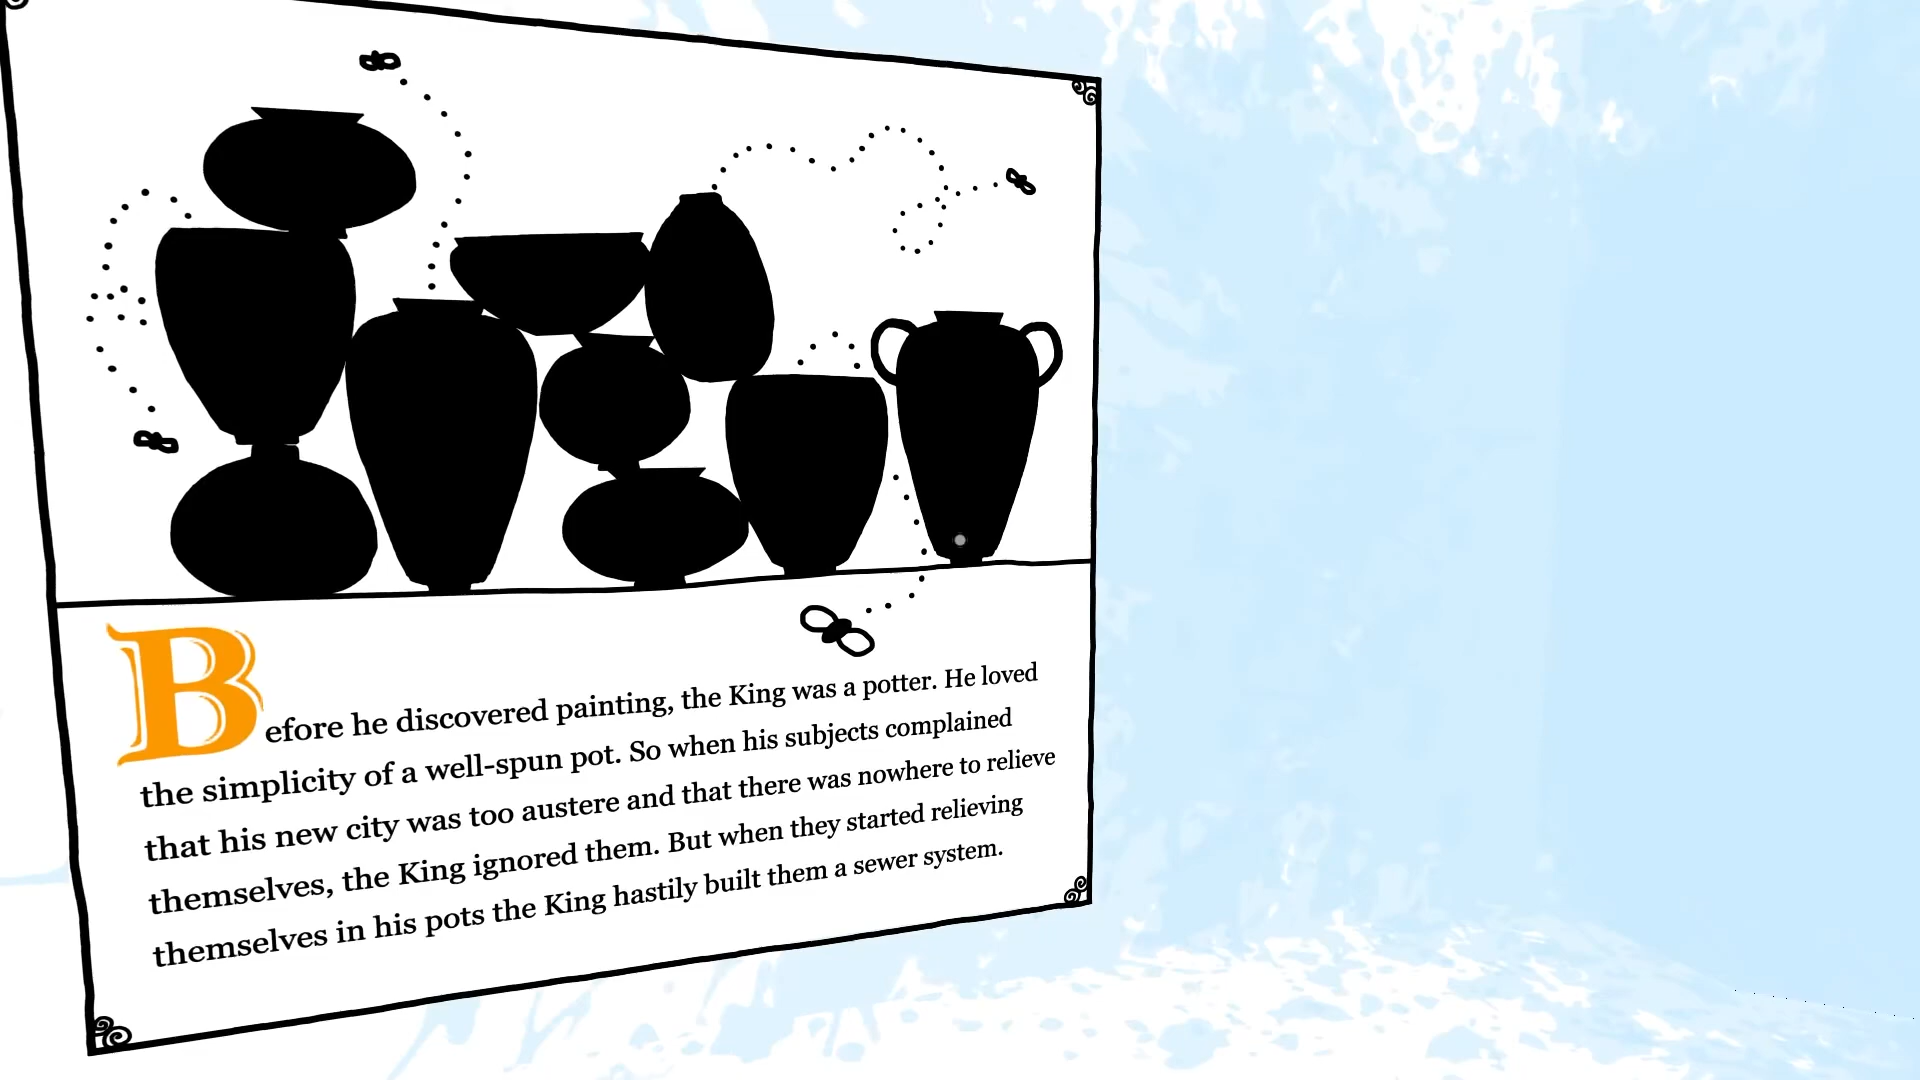 Before he discovered painting, the King was a potter. He loved
the simplicity of a well-spun pot. So when his subjects complained
that his new city was too austere and that there was nowhere to relieve
themselves, the King ignored them. But when they started relieving
themselves in his pots the King hastily built them a sewer system.